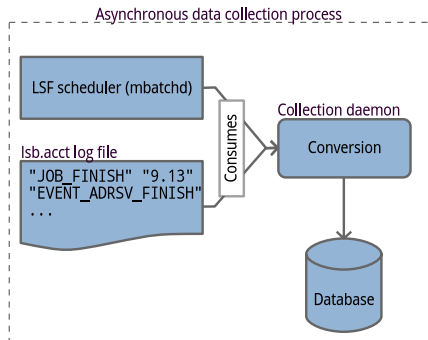 Asynchronous data collection process
LSF scheduler (mbatchd)
Consumes
Collection daemon
Conversion
lsb.acct log file
"JOB_FINISH" "9.13"
"EVENT_ADRSV_FINISH"
...
Database